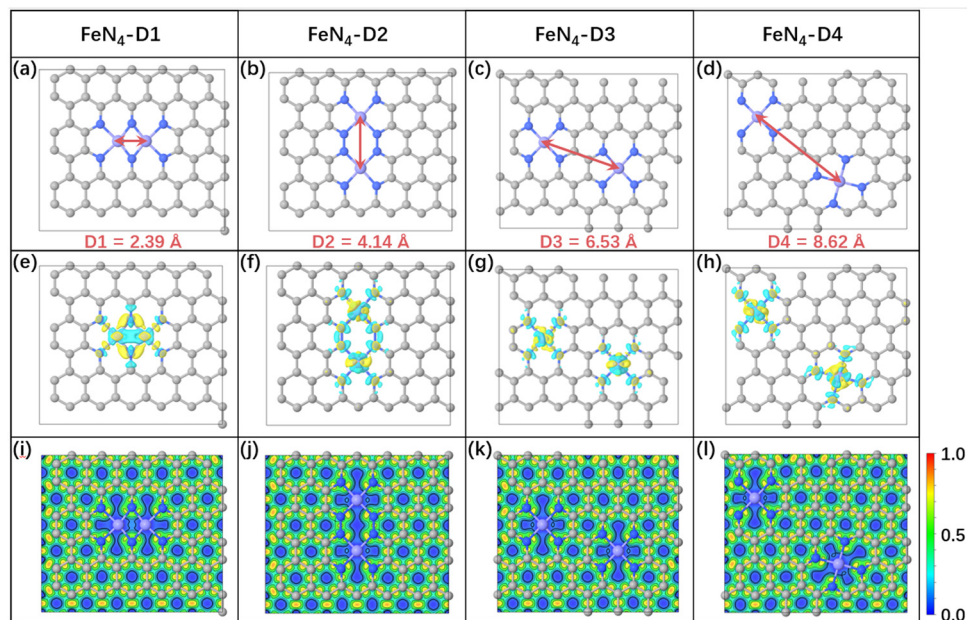 FeN₄-D1 FeN₄-D2 FeN₄-D3 FeN₄-D4
(a) (b) (c) (d)
D1 = 2.39 Å D2 = 4.14 Å D3 = 6.53 Å D4 = 8.62 Å
(e) (f) (g) (h)
(i) (j) (k) (l)
1.0
0.5
0.0